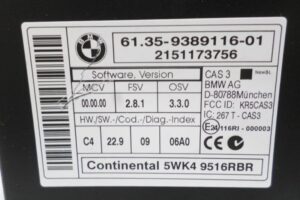 BMW
61.35-9389116-01
2151173756
Software, Version
MCV FSV OSV
00.00.00 2.8.1 3.3.0
HW./SW.-/Cod.-/Diag.-Index
C4 22.9 09 06A0
CAS 3
BMW AG
D-80788München
FCC ID: KR5CAS3
IC: 267 T - CAS3
Continental 5WK4 9516RBR